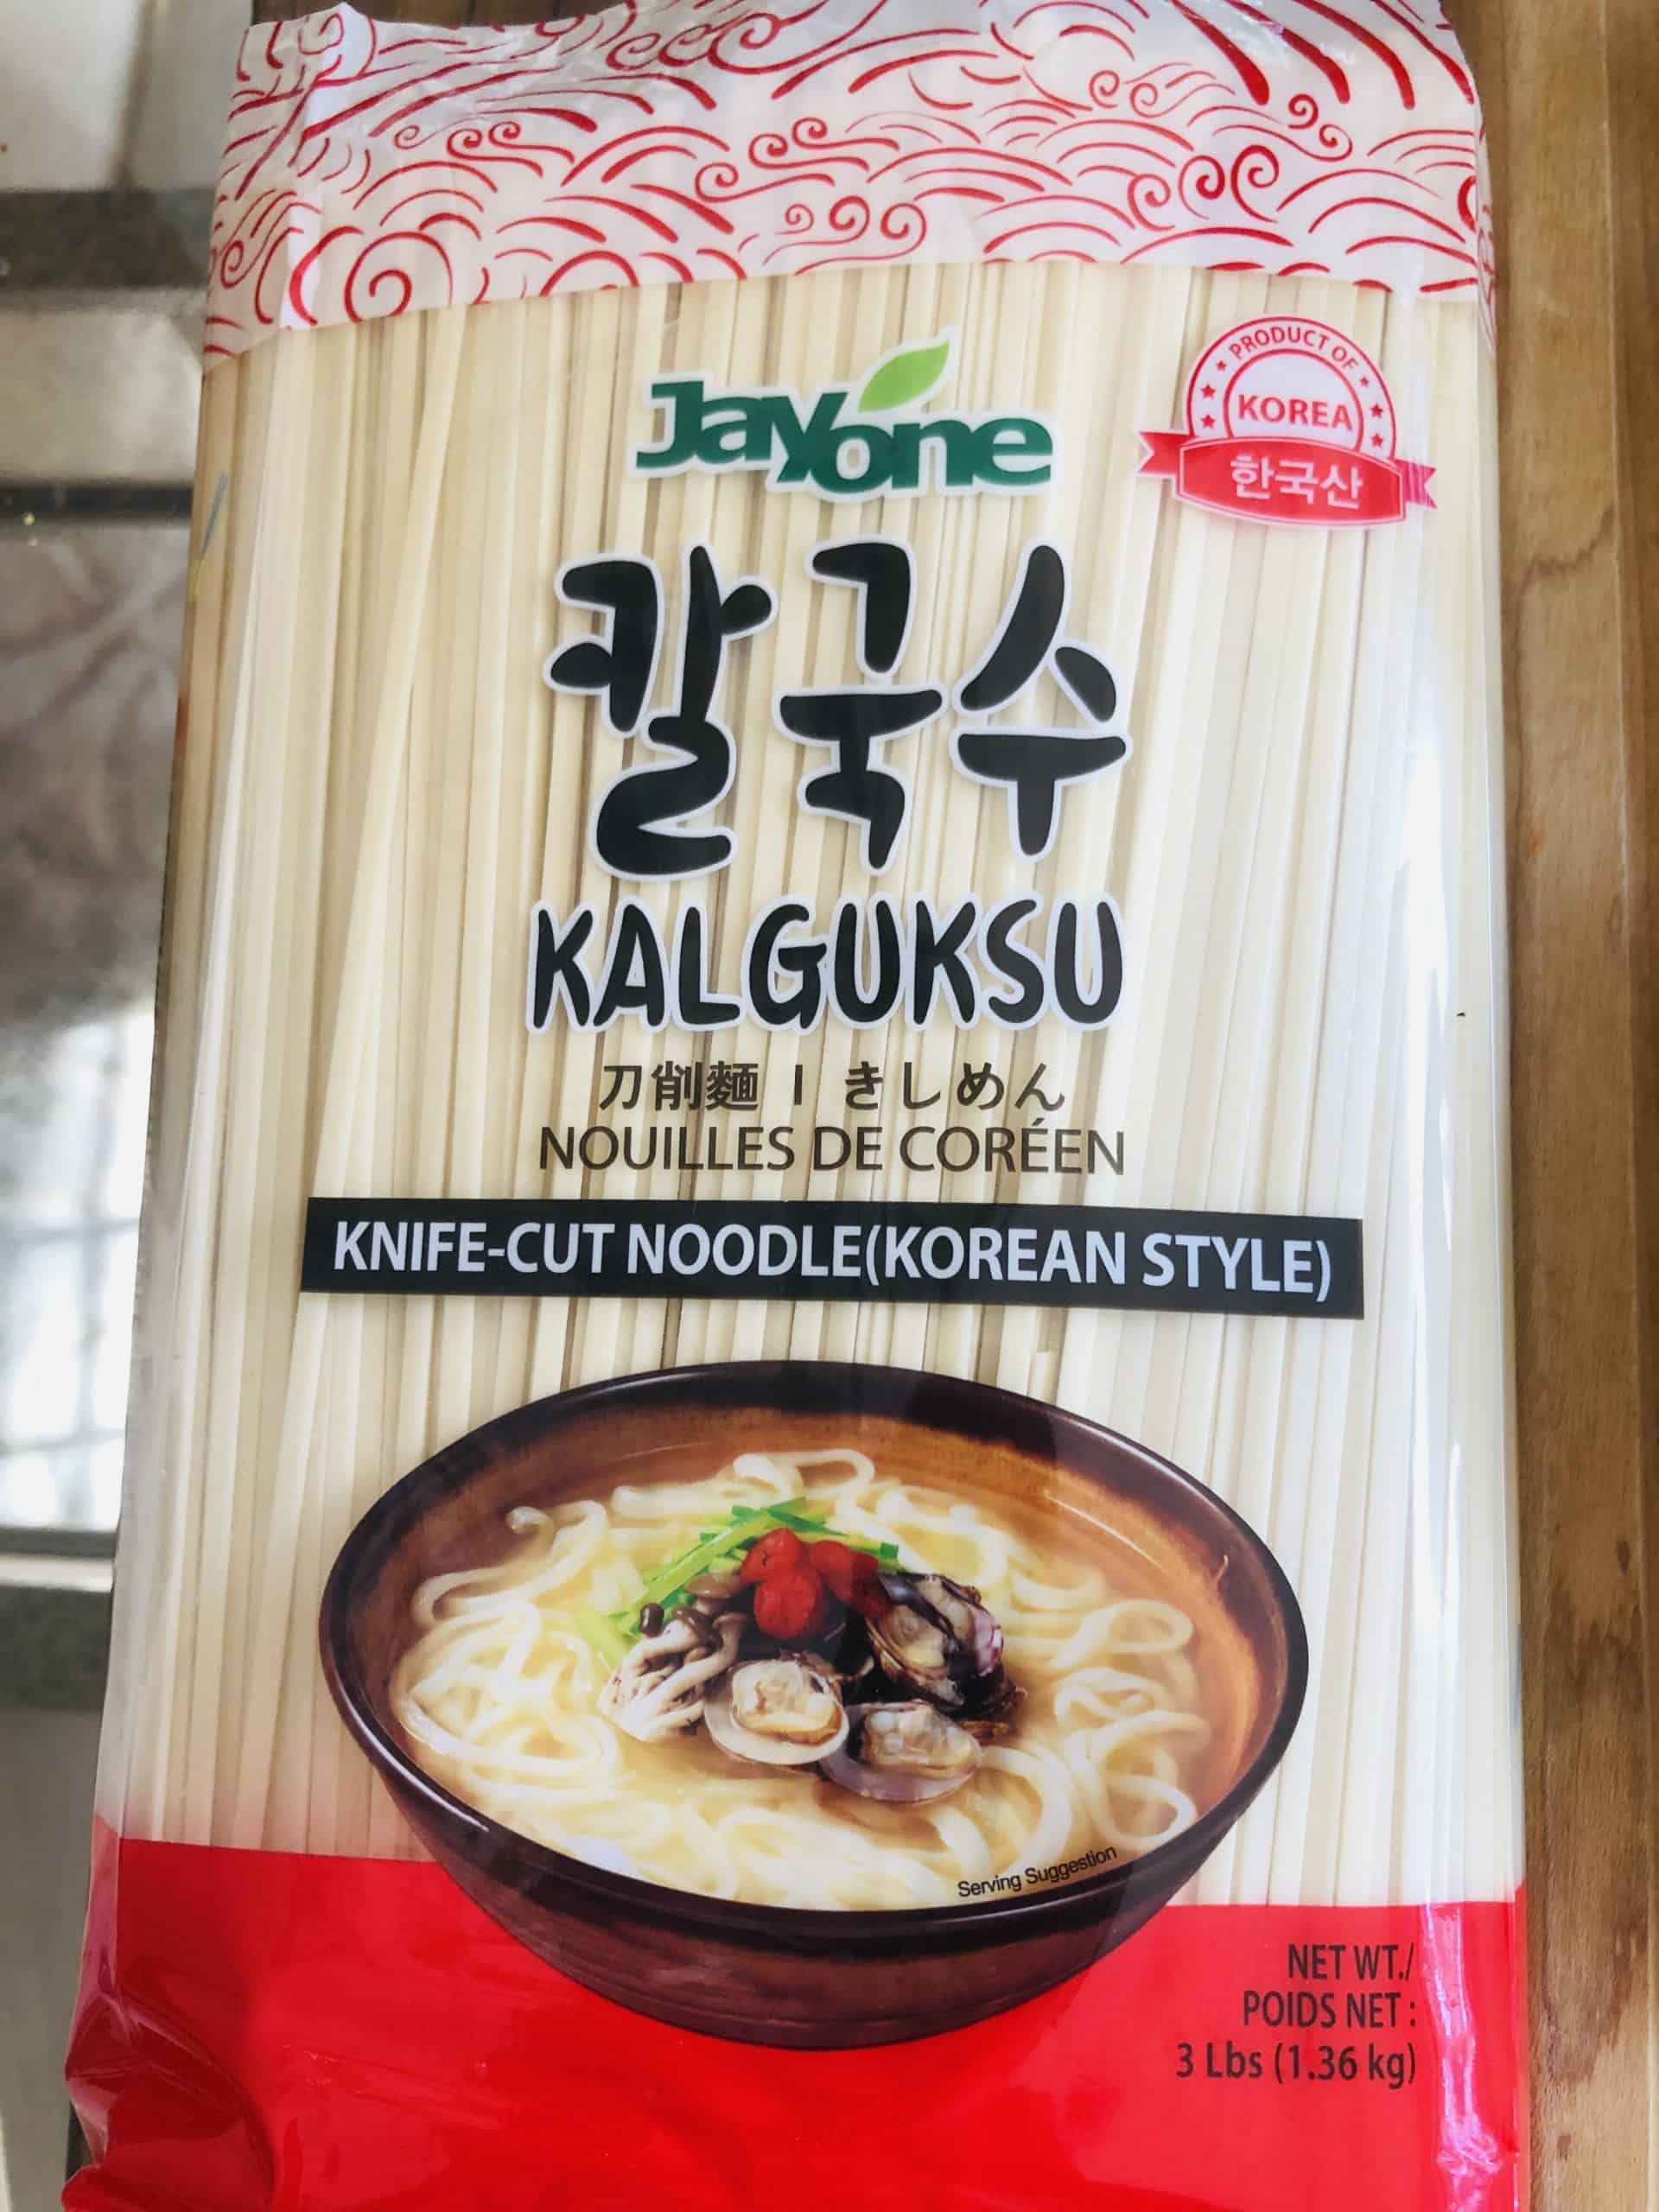 Jayone
PRODUCT OF
KOREA
한국산
칼국수
KALGUKSU
刀削麵 I きしめん
NOUILLES DE CORÉEN
KNIFE-CUT NOODLE(KOREAN STYLE)
Serving Suggestion
NET WT./
POIDS NET :
3 Lbs (1.36 kg)